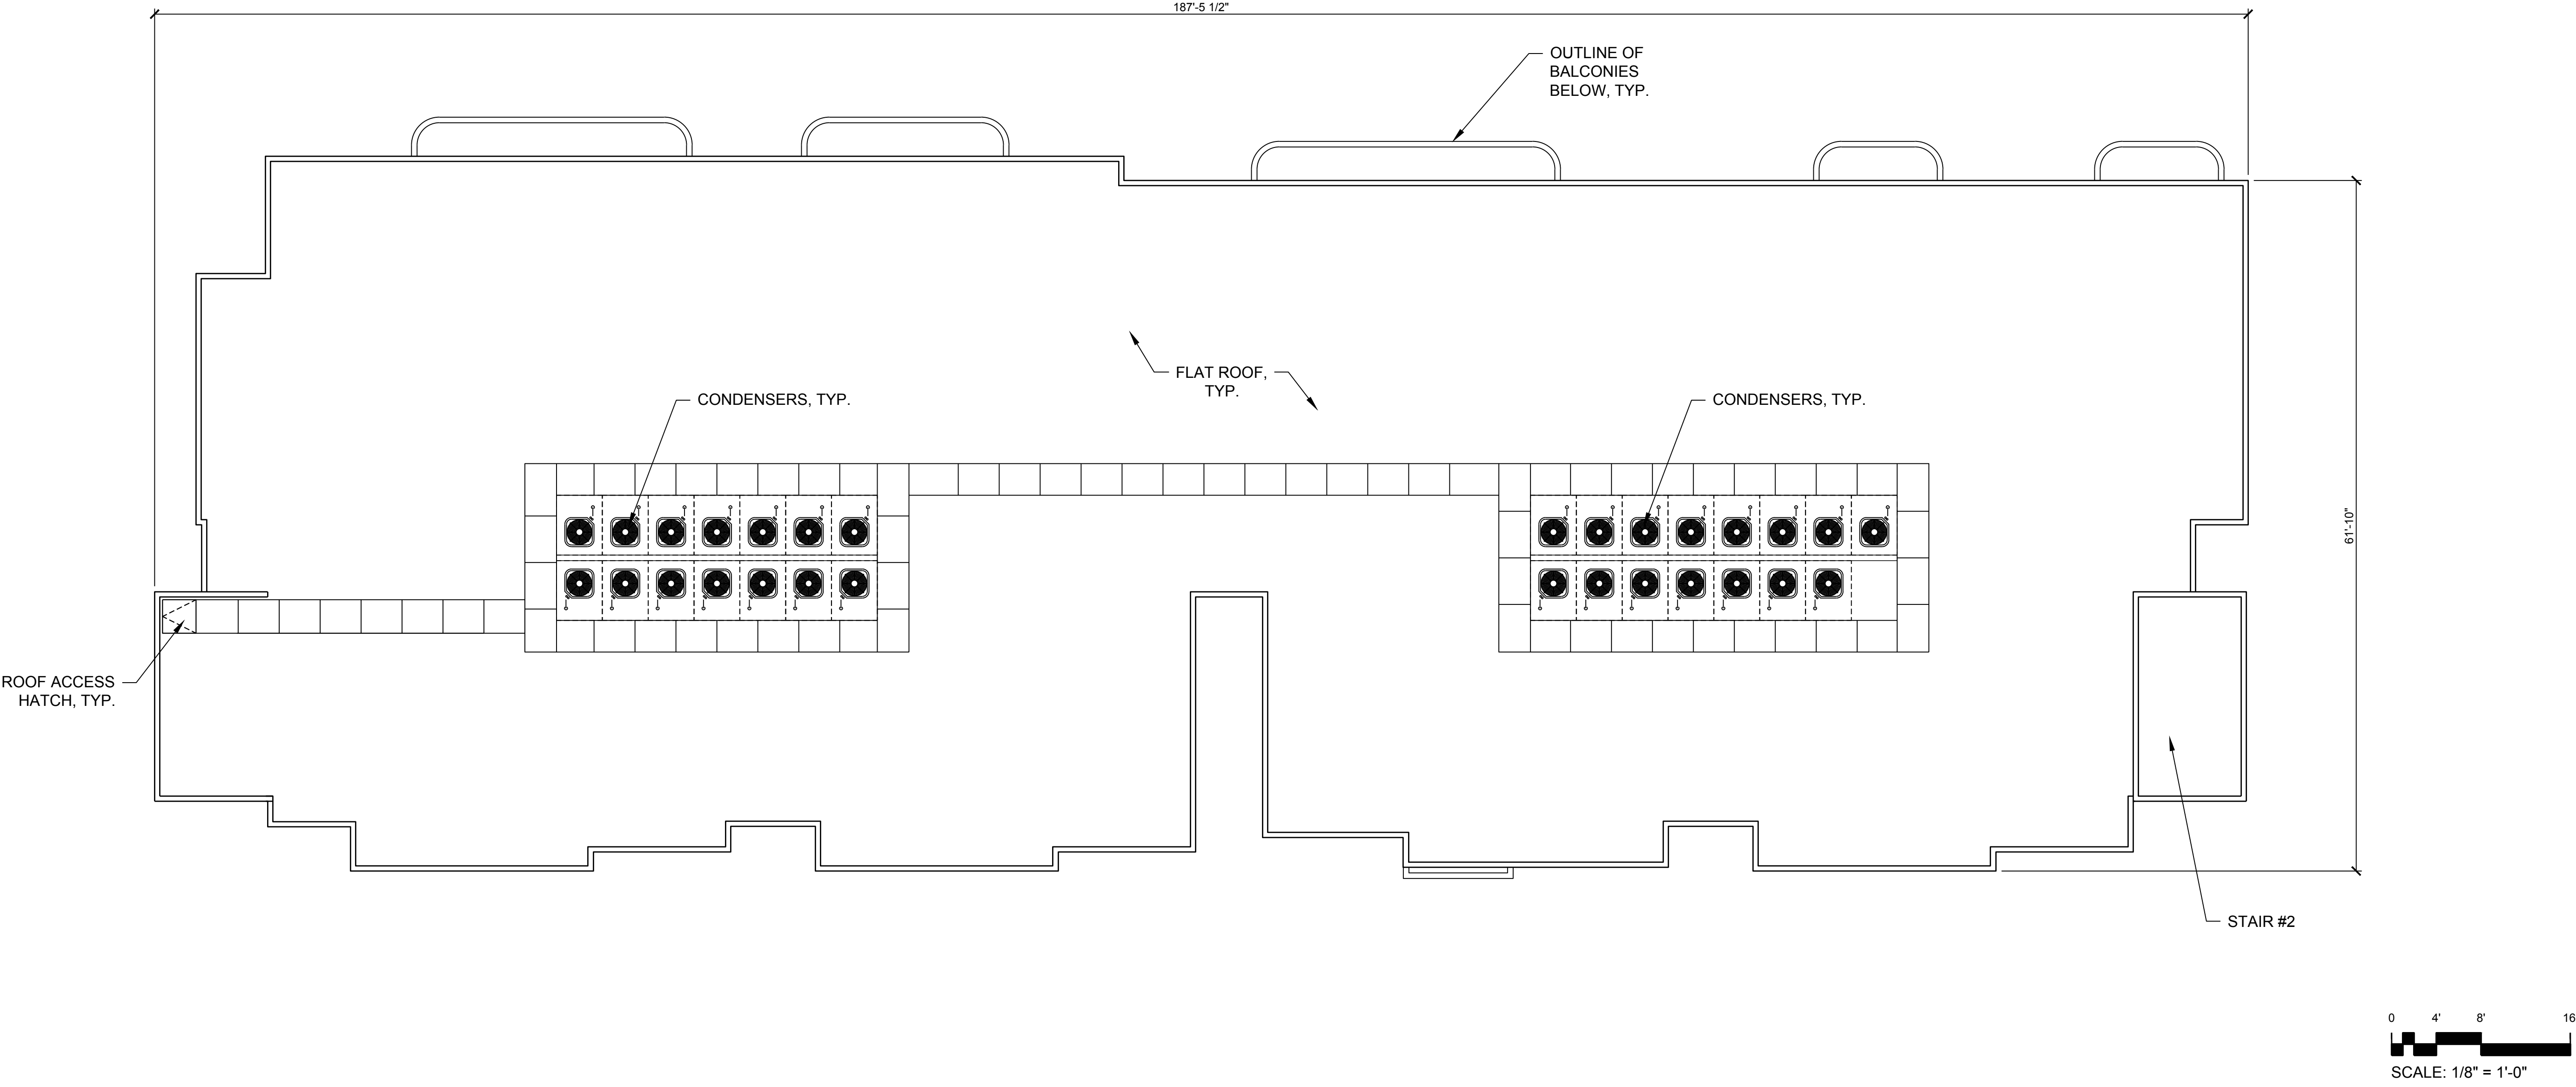 187'-5 1/2"
OUTLINE OF
BALCONIES
BELOW, TYP.
FLAT ROOF,
TYP.
CONDENSERS, TYP.
CONDENSERS, TYP.
61'-10"
ROOF ACCESS
HATCH, TYP.
STAIR #2
0 4' 8' 16
SCALE: 1/8" = 1'-0"